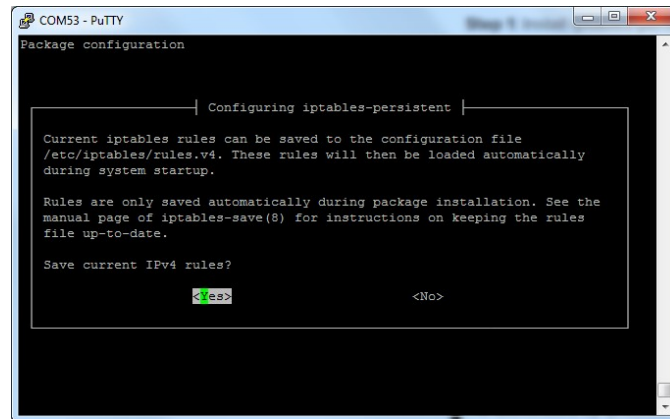 COM53 - PuTTY
Step 1
Package configuration
Configuring iptables-persistent
Current iptables rules can be saved to the configuration file
/etc/iptables/rules.v4. These rules will then be loaded automatically
during system startup.
Rules are only saved automatically during package installation. See the
manual page of iptables-save(8) for instructions on keeping the rules
file up-to-date.
Save current IPv4 rules?
<Yes> <No>